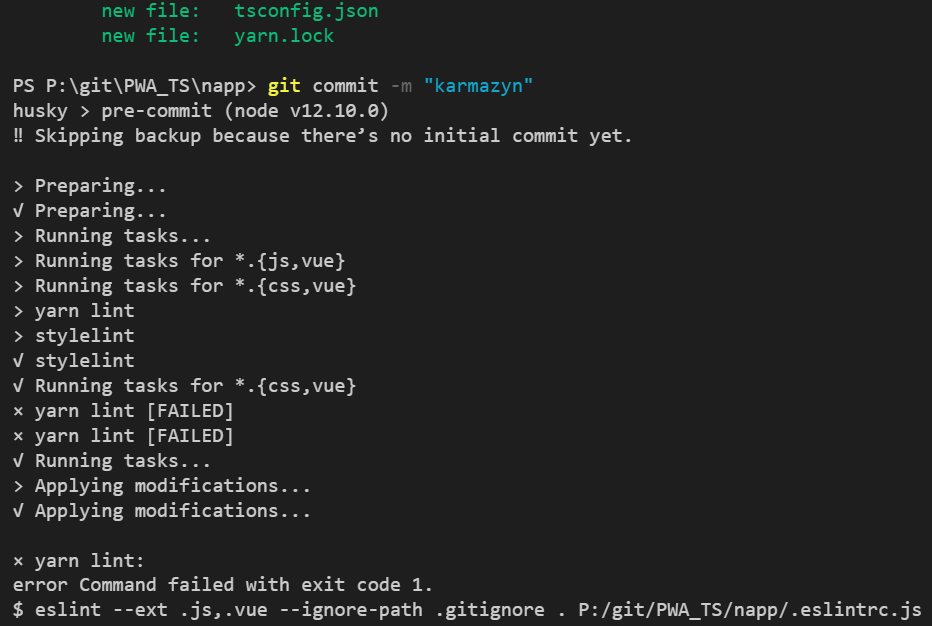 new file:   tsconfig.json
new file:   yarn.lock
PS P:\git\PWA_TS\napp> git commit -m "karmazyn"
husky > pre-commit (node v12.10.0)
‼ Skipping backup because there’s no initial commit yet.
> Preparing...
√ Preparing...
> Running tasks...
> Running tasks for *.{js,vue}
> Running tasks for *.{css,vue}
> yarn lint
> stylelint
√ stylelint
√ Running tasks for *.{css,vue}
× yarn lint [FAILED]
× yarn lint [FAILED]
√ Running tasks...
> Applying modifications...
√ Applying modifications...
× yarn lint:
error Command failed with exit code 1.
$ eslint --ext .js,.vue --ignore-path .gitignore . P:/git/PWA_TS/napp/.eslintrc.js